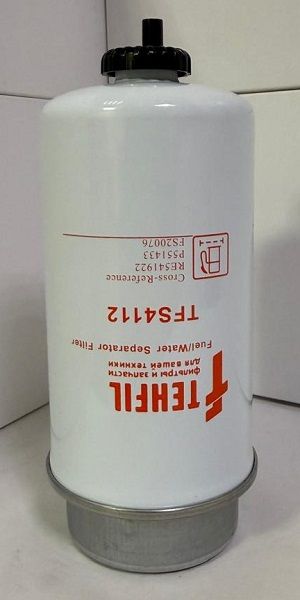 TEHFIL
фильтры и запчасти
для вашей техники
Fuel/Water Separator Filter
TFS4112
Cross-Reference
RE541922
P551433
FS20076